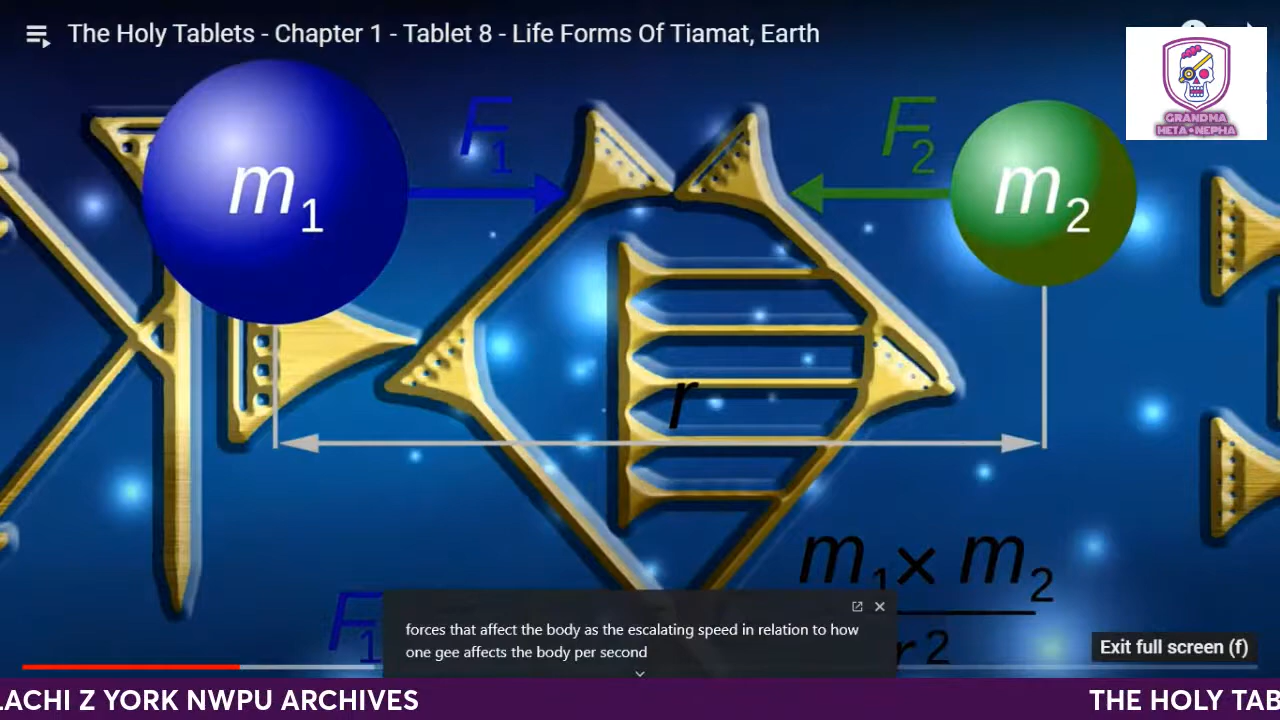 The Holy Tablets - Chapter 1 - Tablet 8 - Life Forms Of Tiamat, Earth
GRANDMA
META•NEPHA
F1
F2
m1
m2
r
m1 × m2
F1
r2
forces that affect the body as the escalating speed in relation to how
one gee affects the body per second
Exit full screen (f)
LACHI Z YORK NWPU ARCHIVES
THE HOLY TAB